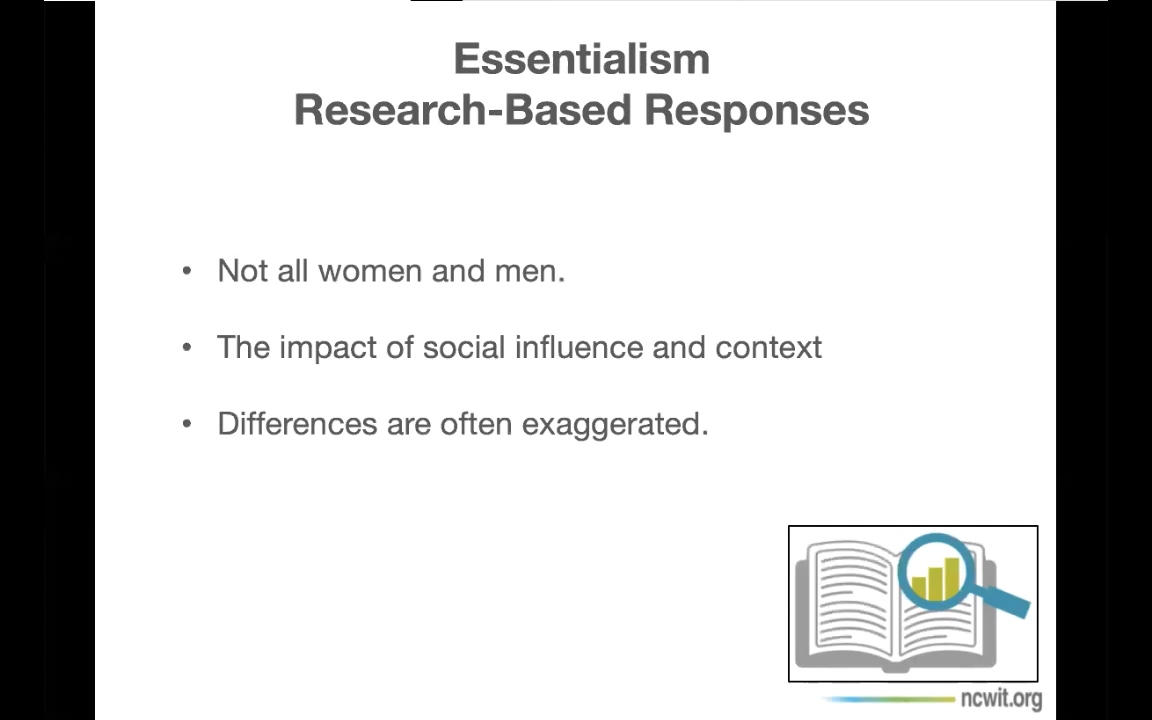 Essentialism
Research-Based Responses
• Not all women and men.
• The impact of social influence and context
• Differences are often exaggerated.
ncwit.org